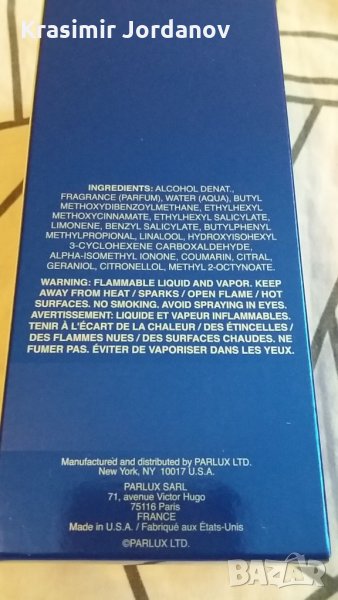 Krasimir Jordanov
INGREDIENTS: ALCOHOL DENAT.,
FRAGRANCE (PARFUM), WATER (AQUA), BUTYL
METHOXYDIBENZOYLMETHANE, ETHYLHEXYL
METHOXYCINNAMATE, ETHYLHEXYL SALICYLATE,
LIMONENE, BENZYL SALICYLATE, BUTYLPHENYL
METHYLPROPIONAL, LINALOOL, HYDROXYISOHEXYL
3-CYCLOHEXENE CARBOXALDEHYDE,
ALPHA-ISOMETHYL IONONE, COUMARIN, CITRAL,
GERANIOL, CITRONELLOL, METHYL 2-OCTYNOATE.
WARNING: FLAMMABLE LIQUID AND VAPOR. KEEP
AWAY FROM HEAT / SPARKS / OPEN FLAME / HOT
SURFACES. NO SMOKING. AVOID SPRAYING IN EYES.
AVERTISSEMENT: LIQUIDE ET VAPEUR INFLAMMABLES.
TENIR À L'ÉCART DE LA CHALEUR / DES ÉTINCELLES /
DES FLAMMES NUES / DES SURFACES CHAUDES. NE
FUMER PAS. ÉVITER DE VAPORISER DANS LES YEUX.
Manufactured and distributed by PARLUX LTD.
New York, NY 10017 U.S.A.
PARLUX SARL
71, avenue Victor Hugo
75116 Paris
FRANCE
Made in U.S.A. / Fabriqué aux États-Unis
©PARLUX LTD.
BAZAR